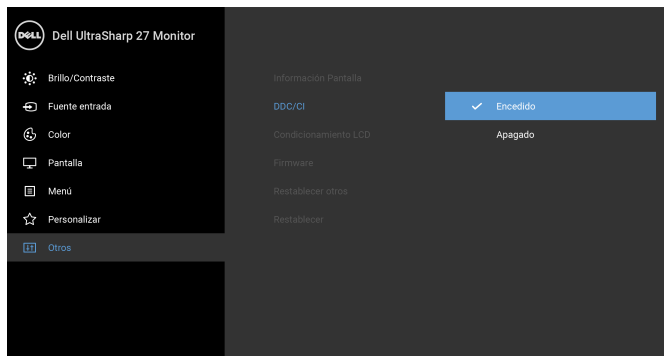 DELL Dell UltraSharp 27 Monitor
Brillo/Contraste
Fuente entrada
Color
Pantalla
Menú
Personalizar
Otros
Información Pantalla
DDC/CI
Condicionamiento LCD
Firmware
Restablecer otros
Restablecer
Encedido
Apagado